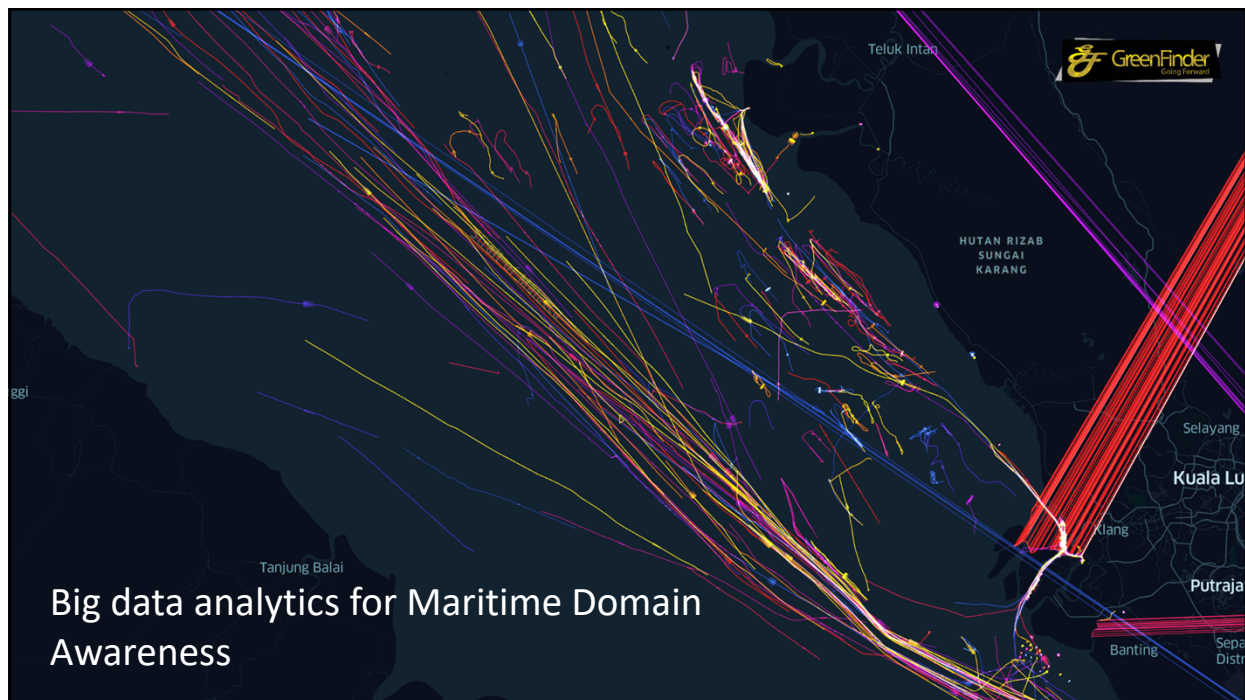 Teluk Intan
GreenFinder
Going Forward
HUTAN RIZAB
SUNGAI
KARANG
ggi
Selayang
Kuala Lu
Klang
Tanjung Balai
Putraja
Big data analytics for Maritime Domain
Awareness
Banting
Sepa
Distr